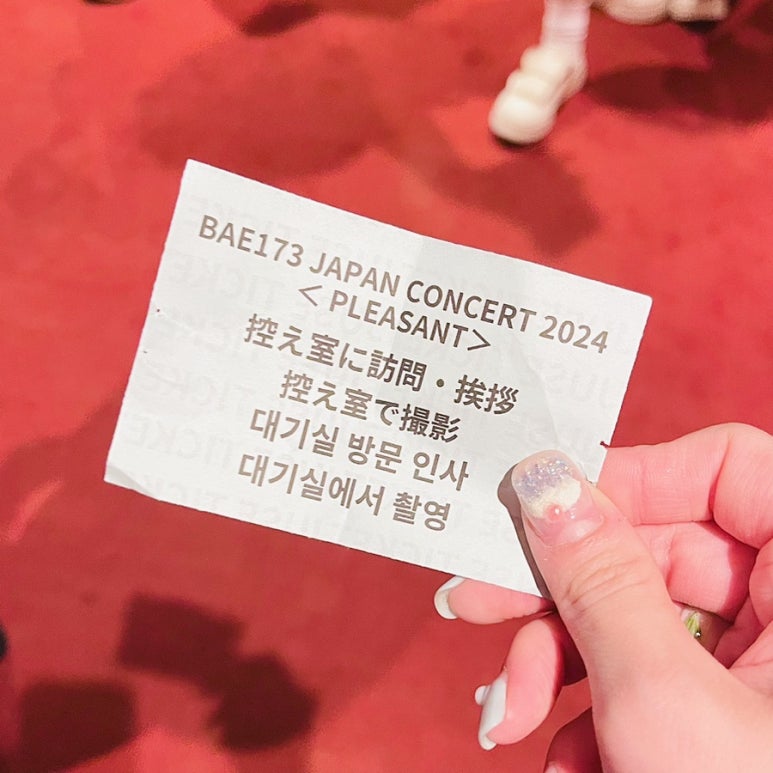 BAE173 JAPAN CONCERT 2024
< PLEASANT>
控え室に訪問・挨拶
控え室で撮影
대기실 방문 인사
대기실에서 촬영